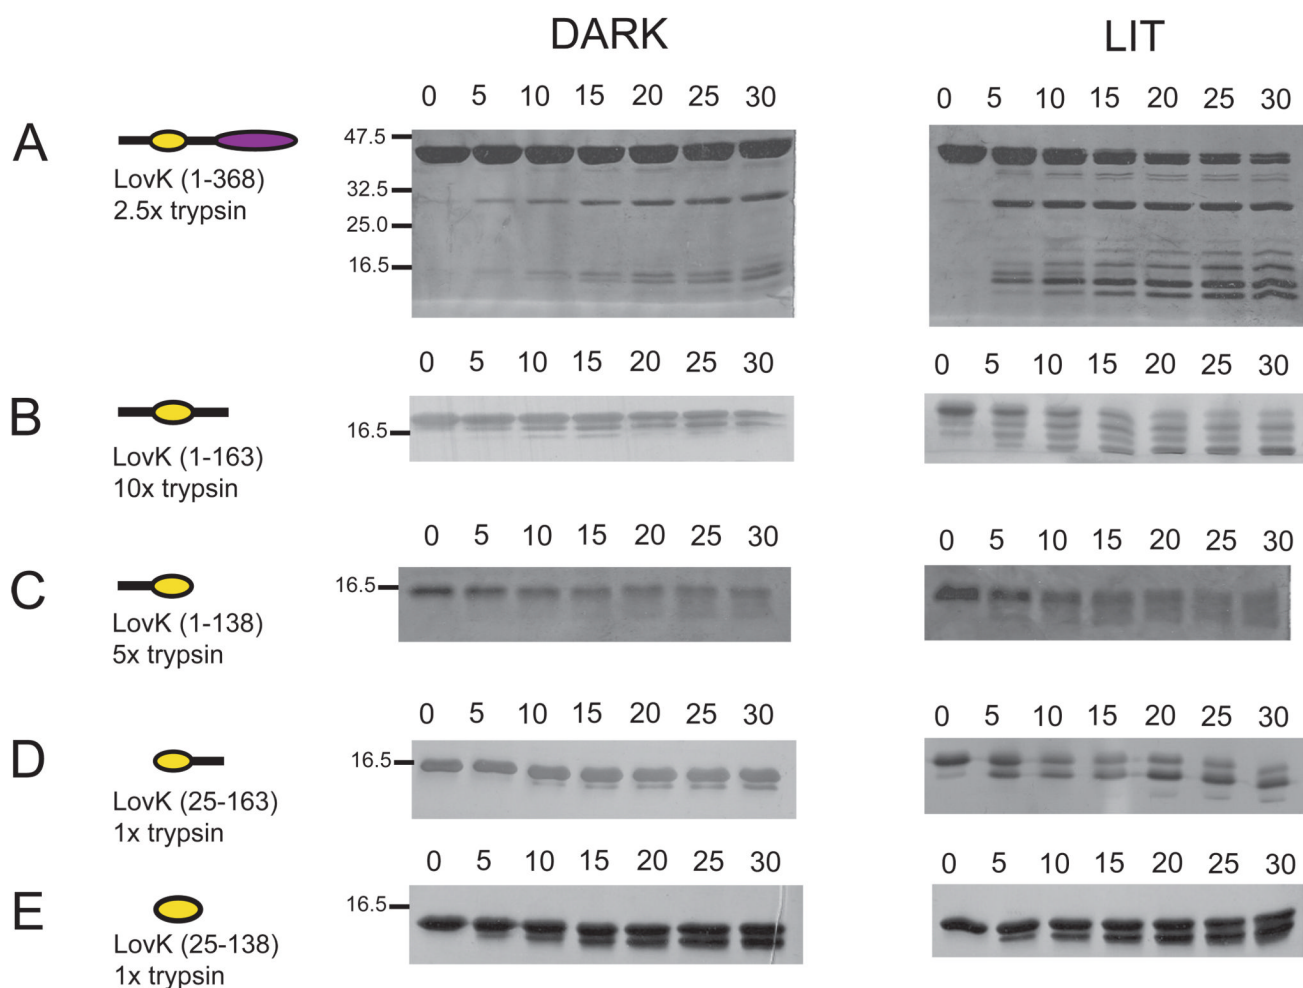 DARK LIT
0 5 10 15 20 25 30 0 5 10 15 20 25 30
A
47.5
32.5
25.0
16.5
LovK (1-368)
2.5x trypsin
0 5 10 15 20 25 30 0 5 10 15 20 25 30
B
16.5
LovK (1-163)
10x trypsin
0 5 10 15 20 25 30 0 5 10 15 20 25 30
C
16.5
LovK (1-138)
5x trypsin
0 5 10 15 20 25 30 0 5 10 15 20 25 30
D
16.5
LovK (25-163)
1x trypsin
0 5 10 15 20 25 30 0 5 10 15 20 25 30
E
16.5
LovK (25-138)
1x trypsin